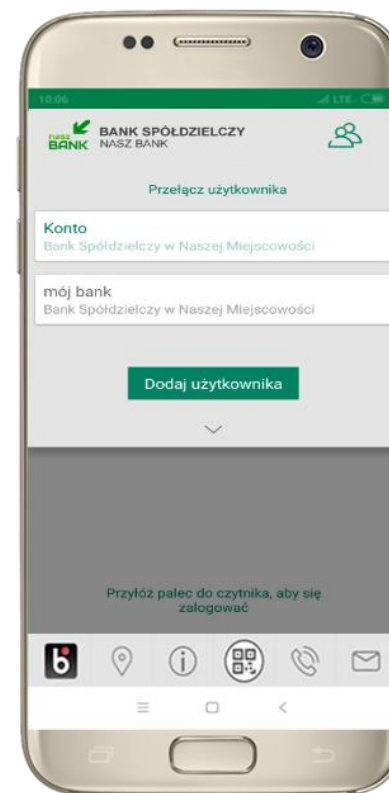 10:06 LTE
nasz BANK
BANK SPÓŁDZIELCZY
NASZ BANK
Przełącz użytkownika
Konto
Bank Spółdzielczy w Naszej Miejscowości
mój bank
Bank Spółdzielczy w Naszej Miejscowości
Dodaj użytkownika
Przyłóż palec do czytnika, aby się
zalogować